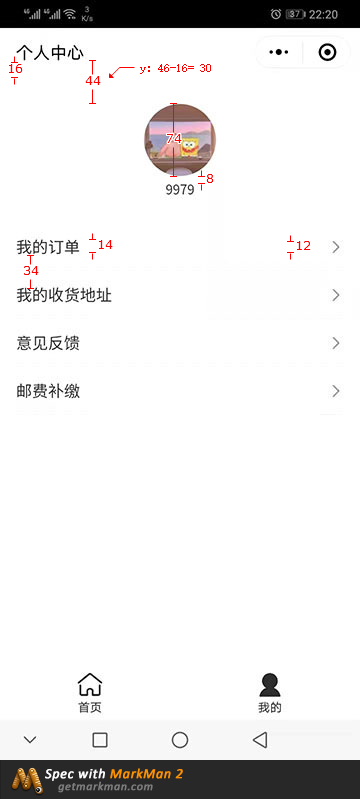 4G 4G 3 K/s 37 22:20
个人中心
16
44
y: 46-16= 30
74
8
9979
我的订单
14
12
34
我的收货地址
意见反馈
邮费补缴
首页 我的
Spec with MarkMan 2
getmarkman.com